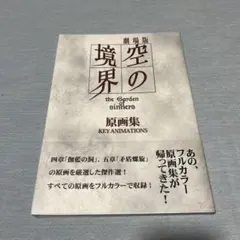 劇場版
空の境界
the Garden of sinners
原画集
KEY ANIMATIONS
四章「伽藍の洞」、五章「矛盾螺旋」
の原画を厳選した傑作選！
すべての原画をフルカラーで収録！
あの、
フルカラー
原画集が
帰ってきた！